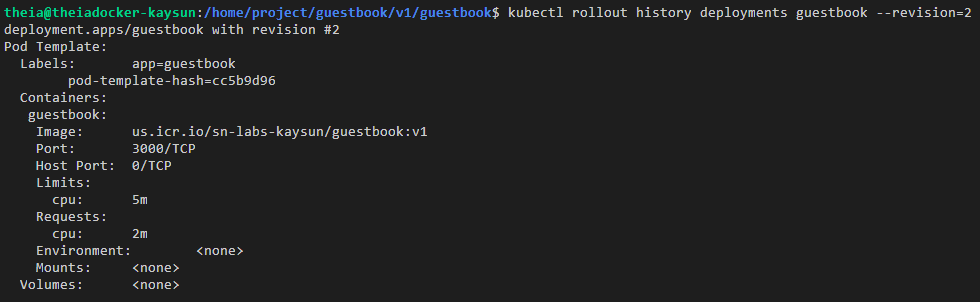 theia@theiadocker-kaysun:/home/project/guestbook/v1/guestbook$ kubectl rollout history deployments guestbook --revision=2
deployment.apps/guestbook with revision #2
Pod Template:
  Labels:       app=guestbook
        pod-template-hash=cc5b9d96
  Containers:
   guestbook:
    Image:      us.icr.io/sn-labs-kaysun/guestbook:v1
    Port:       3000/TCP
    Host Port:  0/TCP
    Limits:
      cpu:      5m
    Requests:
      cpu:      2m
    Environment:        <none>
    Mounts:     <none>
  Volumes:      <none>